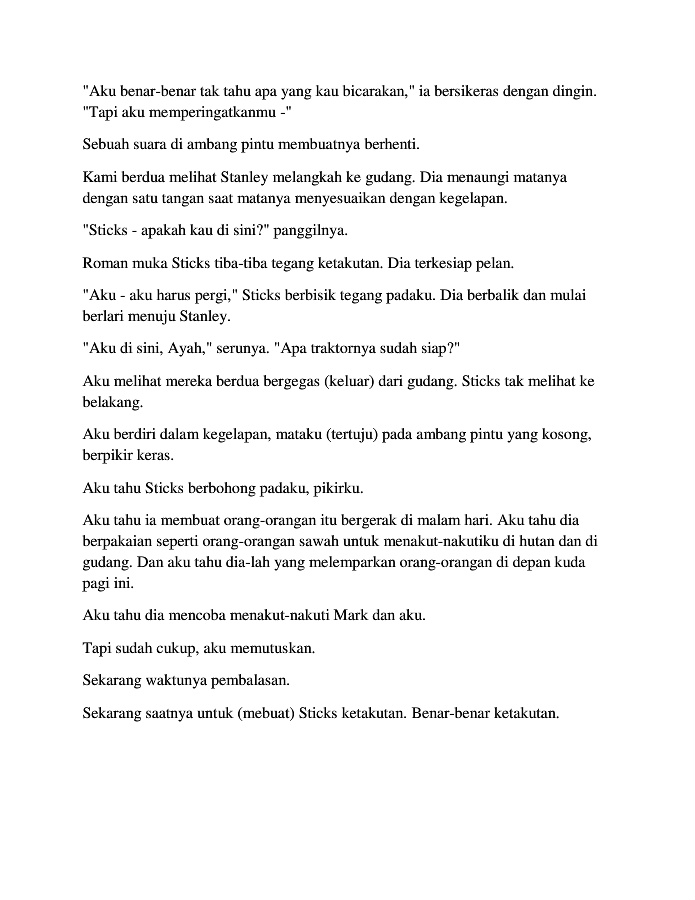 "Aku benar-benar tak tahu apa yang kau bicarakan," ia bersikeras dengan dingin.
"Tapi aku memperingatkanmu -"
Sebuah suara di ambang pintu membuatnya berhenti.
Kami berdua melihat Stanley melangkah ke gudang. Dia menaungi matanya
dengan satu tangan saat matanya menyesuaikan dengan kegelapan.
"Sticks - apakah kau di sini?" panggilnya.
Roman muka Sticks tiba-tiba tegang ketakutan. Dia terkesiap pelan.
"Aku - aku harus pergi," Sticks berbisik tegang padaku. Dia berbalik dan mulai
berlari menuju Stanley.
"Aku di sini, Ayah," serunya. "Apa traktornya sudah siap?"
Aku melihat mereka berdua bergegas (keluar) dari gudang. Sticks tak melihat ke
belakang.
Aku berdiri dalam kegelapan, mataku (tertuju) pada ambang pintu yang kosong,
berpikir keras.
Aku tahu Sticks berbohong padaku, pikirku.
Aku tahu ia membuat orang-orangan itu bergerak di malam hari. Aku tahu dia
berpakaian seperti orang-orangan sawah untuk menakut-nakutiku di hutan dan di
gudang. Dan aku tahu dia-lah yang melemparkan orang-orangan di depan kuda
pagi ini.
Aku tahu dia mencoba menakut-nakuti Mark dan aku.
Tapi sudah cukup, aku memutuskan.
Sekarang waktunya pembalasan.
Sekarang saatnya untuk (mebuat) Sticks ketakutan. Benar-benar ketakutan.